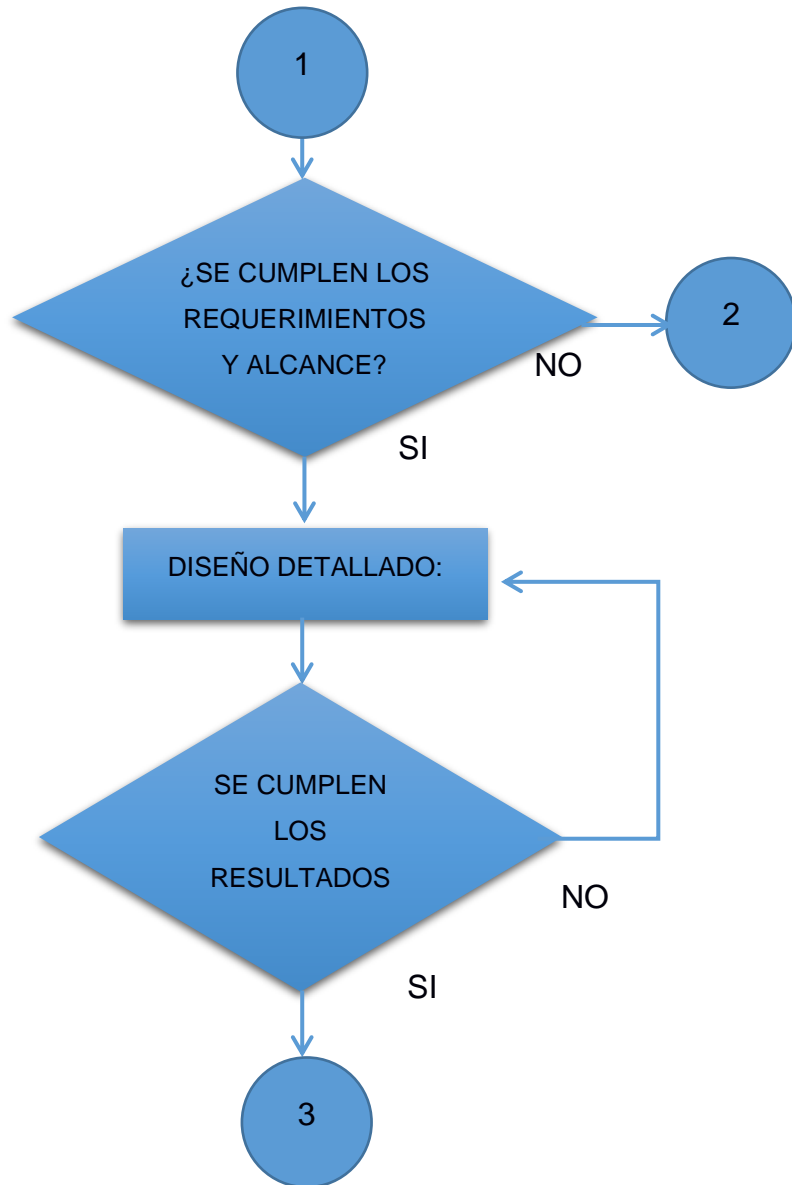 1
¿SE CUMPLEN LOS
REQUERIMIENTOS
Y ALCANCE?
2
NO
SI
DISEÑO DETALLADO:
SE CUMPLEN
LOS
RESULTADOS
NO
SI
3